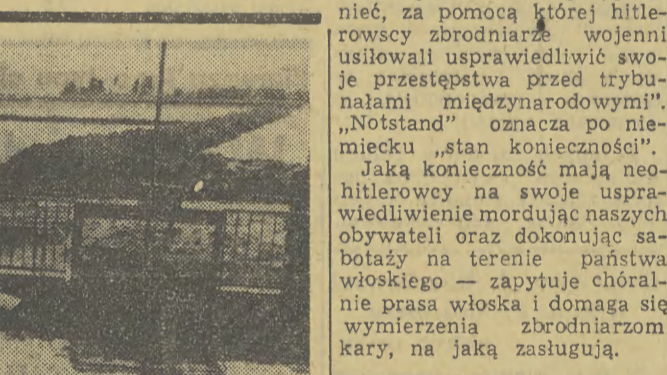 nieć, za pomocą której hitle-
rowscy zbrodniarze wojenni
usiłowali usprawiedliwić swo-
je przestępstwa przed trybu-
nałami międzynarodowymi".
„Notstand” oznacza po nie-
miecku „stan konieczności”.
Jaką konieczność mają neo-
hitlerowcy na swoje uspra-
wiedliwienie mordując naszych
obywateli oraz dokonując sa-
botaży na terenie państwa
włoskiego — zapytuje chóral-
nie prasa włoska i domaga się
wymierzenia zbrodniarzom
kary, na jaką zasługują.